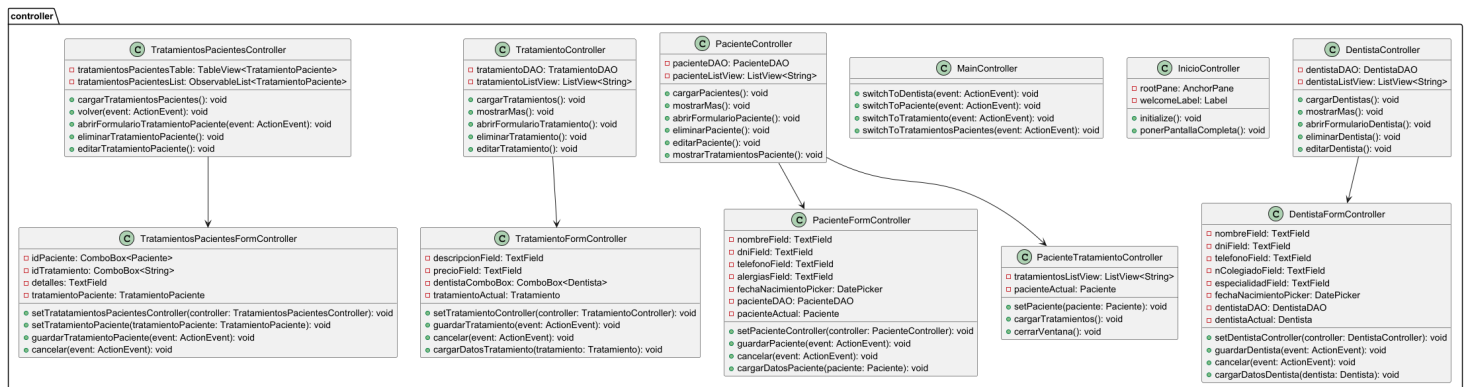 controller
C TratamientosPacientesController
tratamientosPacientesTable: TableView<TratamientoPaciente>
tratamientosPacientesList: ObservableList<TratamientoPaciente>
cargarTratamientosPacientes(): void
volver(event: ActionEvent): void
abrirFormularioTratamientoPaciente(event: ActionEvent): void
eliminarTratamientoPaciente(): void
editarTratamientoPaciente(): void
C TratamientoController
tratamientoDAO: TratamientoDAO
tratamientoListView: ListView<String>
cargarTratamientos(): void
mostrarMas(): void
abrirFormularioTratamiento(): void
eliminarTratamiento(): void
editarTratamiento(): void
C PacienteController
pacienteDAO: PacienteDAO
pacienteListView: ListView<String>
cargarPacientes(): void
mostrarMas(): void
abrirFormularioPaciente(): void
eliminarPaciente(): void
editarPaciente(): void
mostrarTratamientosPaciente(): void
C MainController
switchToDentista(event: ActionEvent): void
switchToPaciente(event: ActionEvent): void
switchToTratamiento(event: ActionEvent): void
switchToTratamientosPacientes(event: ActionEvent): void
C InicioController
rootPane: AnchorPane
welcomeLabel: Label
initialize(): void
ponerPantallaCompleta(): void
C DentistaController
dentistaDAO: DentistaDAO
dentistaListView: ListView<String>
cargarDentistas(): void
mostrarMas(): void
abrirFormularioDentista(): void
eliminarDentista(): void
editarDentista(): void
C TratamientosPacientesFormController
idPaciente: ComboBox<Paciente>
idTratamiento: ComboBox<String>
detalles: TextField
tratamientoPaciente: TratamientoPaciente
setTratatamientosPacientesController(controller: TratamientosPacientesController): void
setTratamientoPaciente(tratamientoPaciente: TratamientoPaciente): void
guardarTratamientoPaciente(event: ActionEvent): void
cancelar(event: ActionEvent): void
C TratamientoFormController
descripcionField: TextField
precioField: TextField
dentistaComboBox: ComboBox<Dentista>
tratamientoActual: Tratamiento
setTratamientoController(controller: TratamientoController): void
guardarTratamiento(event: ActionEvent): void
cancelar(event: ActionEvent): void
cargarDatosTratamiento(tratamiento: Tratamiento): void
C PacienteFormController
nombreField: TextField
dniField: TextField
telefonoField: TextField
alergiasField: TextField
fechaNacimientoPicker: DatePicker
pacienteDAO: PacienteDAO
pacienteActual: Paciente
setPacienteController(controller: PacienteController): void
guardarPaciente(event: ActionEvent): void
cancelar(event: ActionEvent): void
cargarDatosPaciente(paciente: Paciente): void
C PacienteTratamientoController
tratamientosListView: ListView<String>
pacienteActual: Paciente
setPaciente(paciente: Paciente): void
cargarTratamientos(): void
cerrarVentana(): void
C DentistaFormController
nombreField: TextField
dniField: TextField
telefonoField: TextField
nColegiadoField: TextField
especialidadField: TextField
fechaNacimientoPicker: DatePicker
dentistaDAO: DentistaDAO
dentistaActual: Dentista
setDentistaController(controller: DentistaController): void
guardarDentista(event: ActionEvent): void
cancelar(event: ActionEvent): void
cargarDatosDentista(dentista: Dentista): void